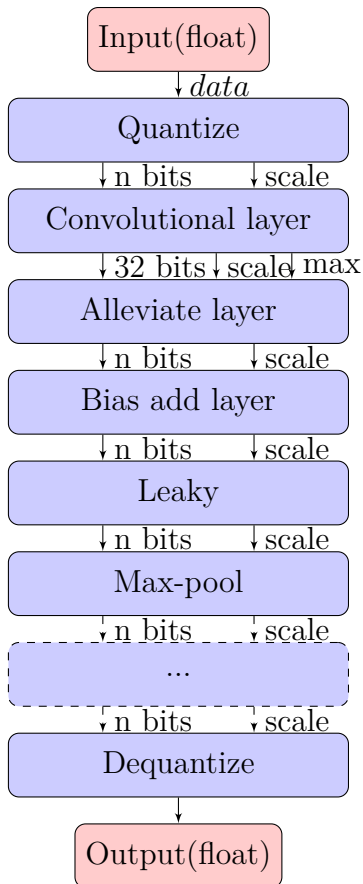 Input(float)
data
Quantize
n bits scale
Convolutional layer
32 bits scale max
Alleviate layer
n bits scale
Bias add layer
n bits scale
Leaky
n bits scale
Max-pool
n bits scale
...
n bits scale
Dequantize
Output(float)